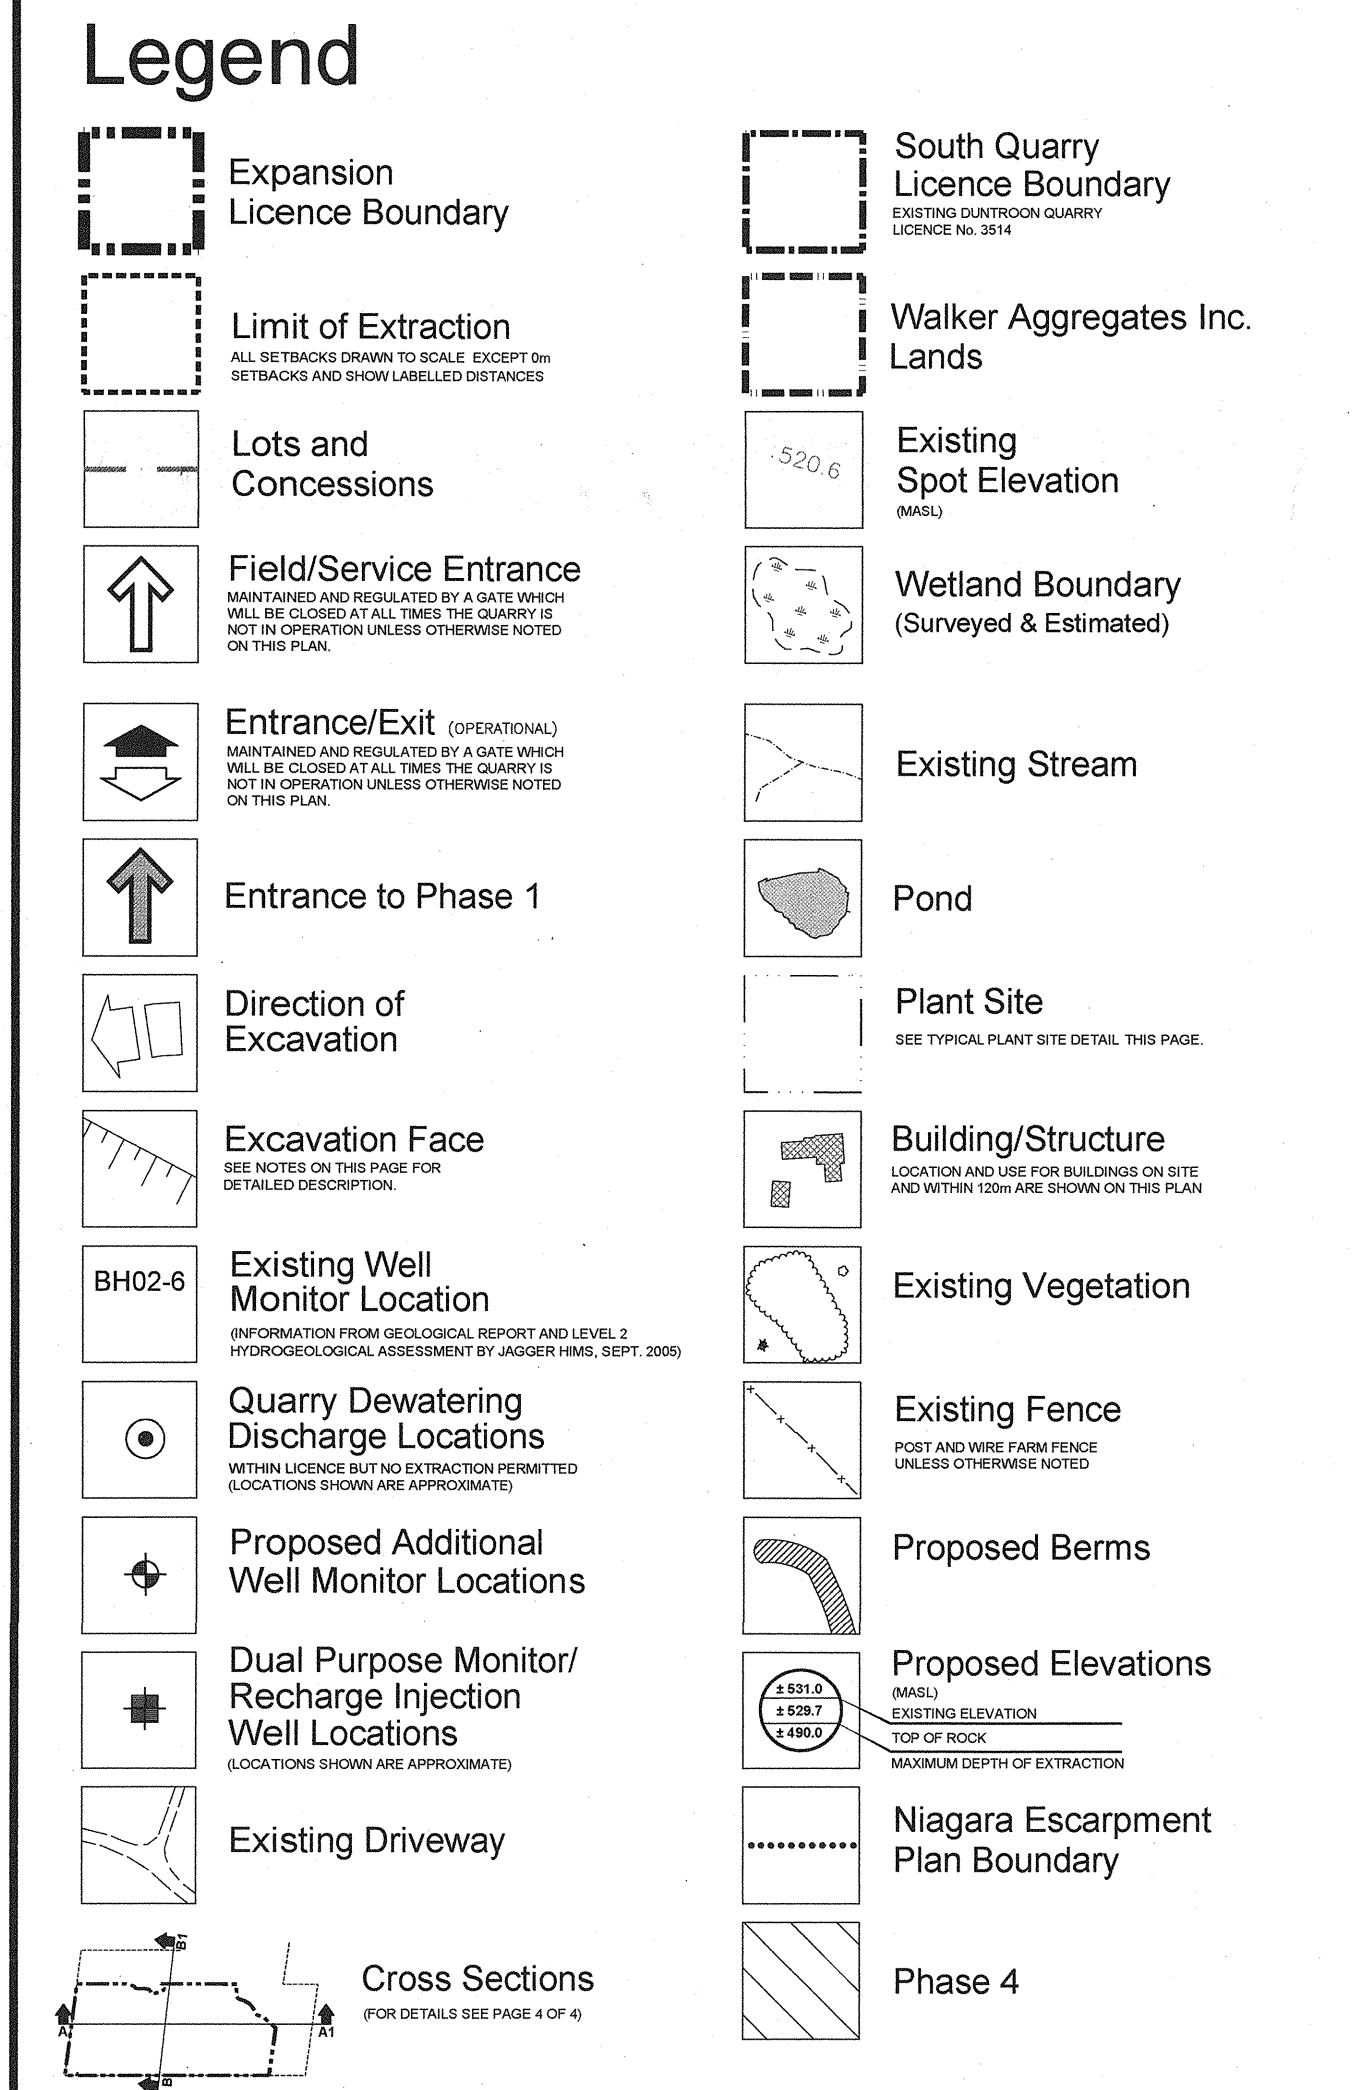 Legend
Expansion
Licence Boundary
Limit of Extraction
ALL SETBACKS DRAWN TO SCALE EXCEPT 0m
SETBACKS AND SHOW LABELLED DISTANCES
Lots and
Concessions
Field/Service Entrance
MAINTAINED AND REGULATED BY A GATE WHICH
WILL BE CLOSED AT ALL TIMES THE QUARRY IS
NOT IN OPERATION UNLESS OTHERWISE NOTED
ON THIS PLAN.
Entrance/Exit (OPERATIONAL)
MAINTAINED AND REGULATED BY A GATE WHICH
WILL BE CLOSED AT ALL TIMES THE QUARRY IS
NOT IN OPERATION UNLESS OTHERWISE NOTED
ON THIS PLAN.
Entrance to Phase 1
Direction of
Excavation
Excavation Face
SEE NOTES ON THIS PAGE FOR
DETAILED DESCRIPTION.
BH02-6
Existing Well
Monitor Location
(INFORMATION FROM GEOLOGICAL REPORT AND LEVEL 2
HYDROGEOLOGICAL ASSESSMENT BY JAGGER HIMS, SEPT. 2005)
Quarry Dewatering
Discharge Locations
WITHIN LICENCE BUT NO EXTRACTION PERMITTED
(LOCATIONS SHOWN ARE APPROXIMATE)
Proposed Additional
Well Monitor Locations
Dual Purpose Monitor/
Recharge Injection
Well Locations
(LOCATIONS SHOWN ARE APPROXIMATE)
Existing Driveway
B1
A
A1
B
Cross Sections
(FOR DETAILS SEE PAGE 4 OF 4)
South Quarry
Licence Boundary
EXISTING DUNTROON QUARRY
LICENCE No. 3514
Walker Aggregates Inc.
Lands
.520.6
Existing
Spot Elevation
(MASL)
Wetland Boundary
(Surveyed & Estimated)
Existing Stream
Pond
Plant Site
SEE TYPICAL PLANT SITE DETAIL THIS PAGE.
Building/Structure
LOCATION AND USE FOR BUILDINGS ON SITE
AND WITHIN 120m ARE SHOWN ON THIS PLAN
Existing Vegetation
Existing Fence
POST AND WIRE FARM FENCE
UNLESS OTHERWISE NOTED
Proposed Berms
± 531.0
± 529.7
± 490.0
Proposed Elevations
(MASL)
EXISTING ELEVATION
TOP OF ROCK
MAXIMUM DEPTH OF EXTRACTION
Niagara Escarpment
Plan Boundary
Phase 4